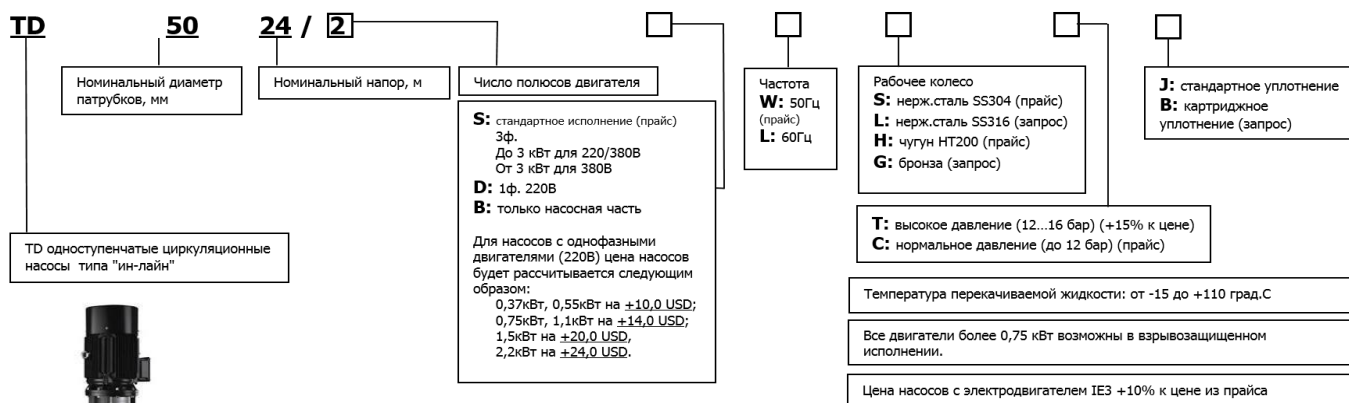 TD 50 24 / 2
Номинальный диаметр
патрубков, мм
Номинальный напор, м
Число полюсов двигателя
S: стандартное исполнение (прайс)
3ф.
До 3 кВт для 220/380В
От 3 кВт для 380В
D: 1ф. 220В
B: только насосная часть
Для насосов с однофазными
двигателями (220В) цена насосов
будет рассчитывается следующим
образом:
0,37кВт, 0,55кВт на +10,0 USD;
0,75кВт, 1,1кВт на +14,0 USD;
1,5кВт на +20,0 USD,
2,2кВт на +24,0 USD.
Частота
W: 50Гц
(прайс)
L: 60Гц
Рабочее колесо
S: нерж.сталь SS304 (прайс)
L: нерж.сталь SS316 (запрос)
H: чугун HT200 (прайс)
G: бронза (запрос)
J: стандартное уплотнение
B: картриджное
уплотнение (запрос)
T: высокое давление (12...16 бар) (+15% к цене)
C: нормальное давление (до 12 бар) (прайс)
TD одноступенчатые циркуляционные
насосы типа "ин-лайн"
Температура перекачиваемой жидкости: от -15 до +110 град.С
Все двигатели более 0,75 кВт возможны в взрывозащищенном
исполнении.
Цена насосов с электродвигателем IE3 +10% к цене из прайса